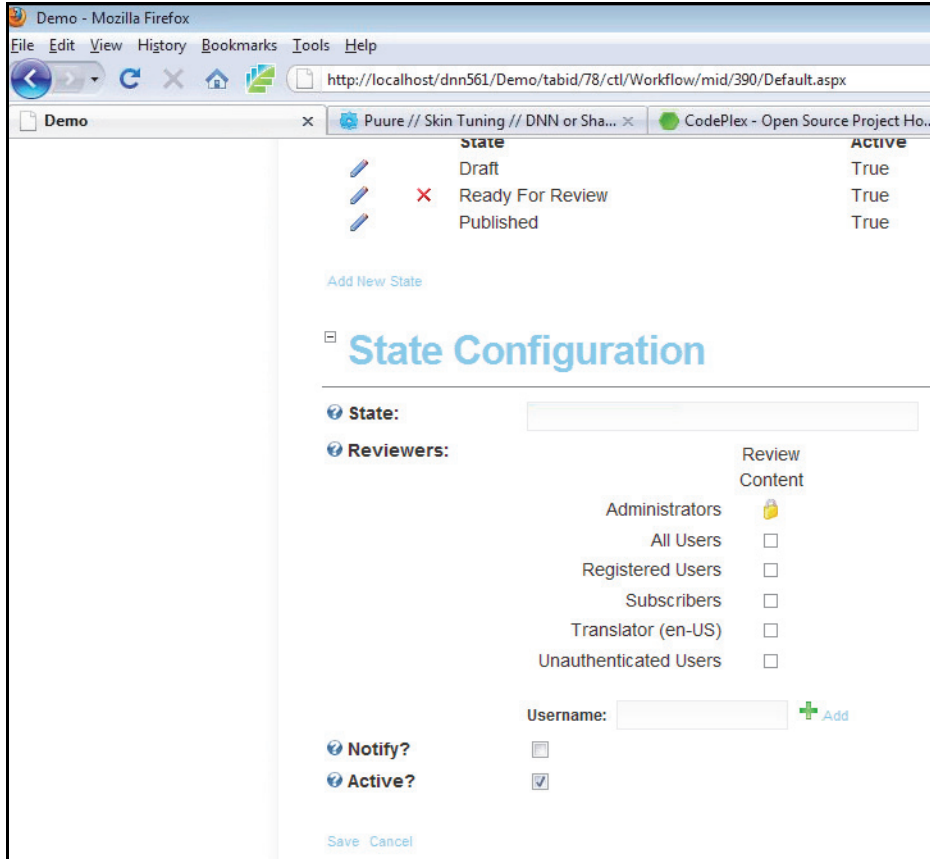 Demo - Mozilla Firefox
File Edit View History Bookmarks Tools Help
http://localhost/dnn561/Demo/tabid/78/ctl/Workflow/mid/390/Default.aspx
Demo Puure // Skin Tuning // DNN or Sha... CodePlex - Open Source Project Ho...
State Active
Draft True
Ready For Review True
Published True
Add New State
State Configuration
State:
Reviewers: Review
Content
Administrators
All Users
Registered Users
Subscribers
Translator (en-US)
Unauthenticated Users
Username: Add
Notify?
Active?
Save Cancel